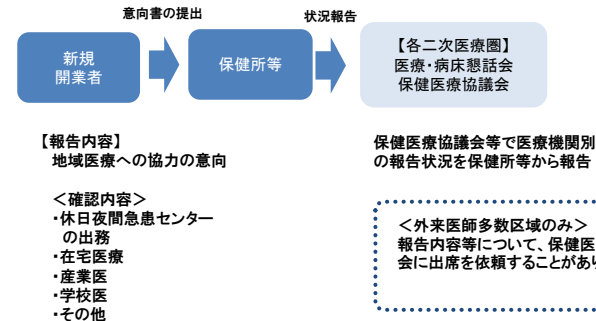 意向書の提出
状況報告
新規
開業者
保健所等
【各二次医療圏】
医療・病床懇話会
保健医療協議会
【報告内容】
地域医療への協力の意向
＜確認内容＞
・休日夜間急患センター
の出務
・在宅医療
・産業医
・学校医
・その他
保健医療協議会等で医療機関別
の報告状況を保健所等から報告
＜外来医師多数区域のみ＞
報告内容等について、保健医
会に出席を依頼することがあり